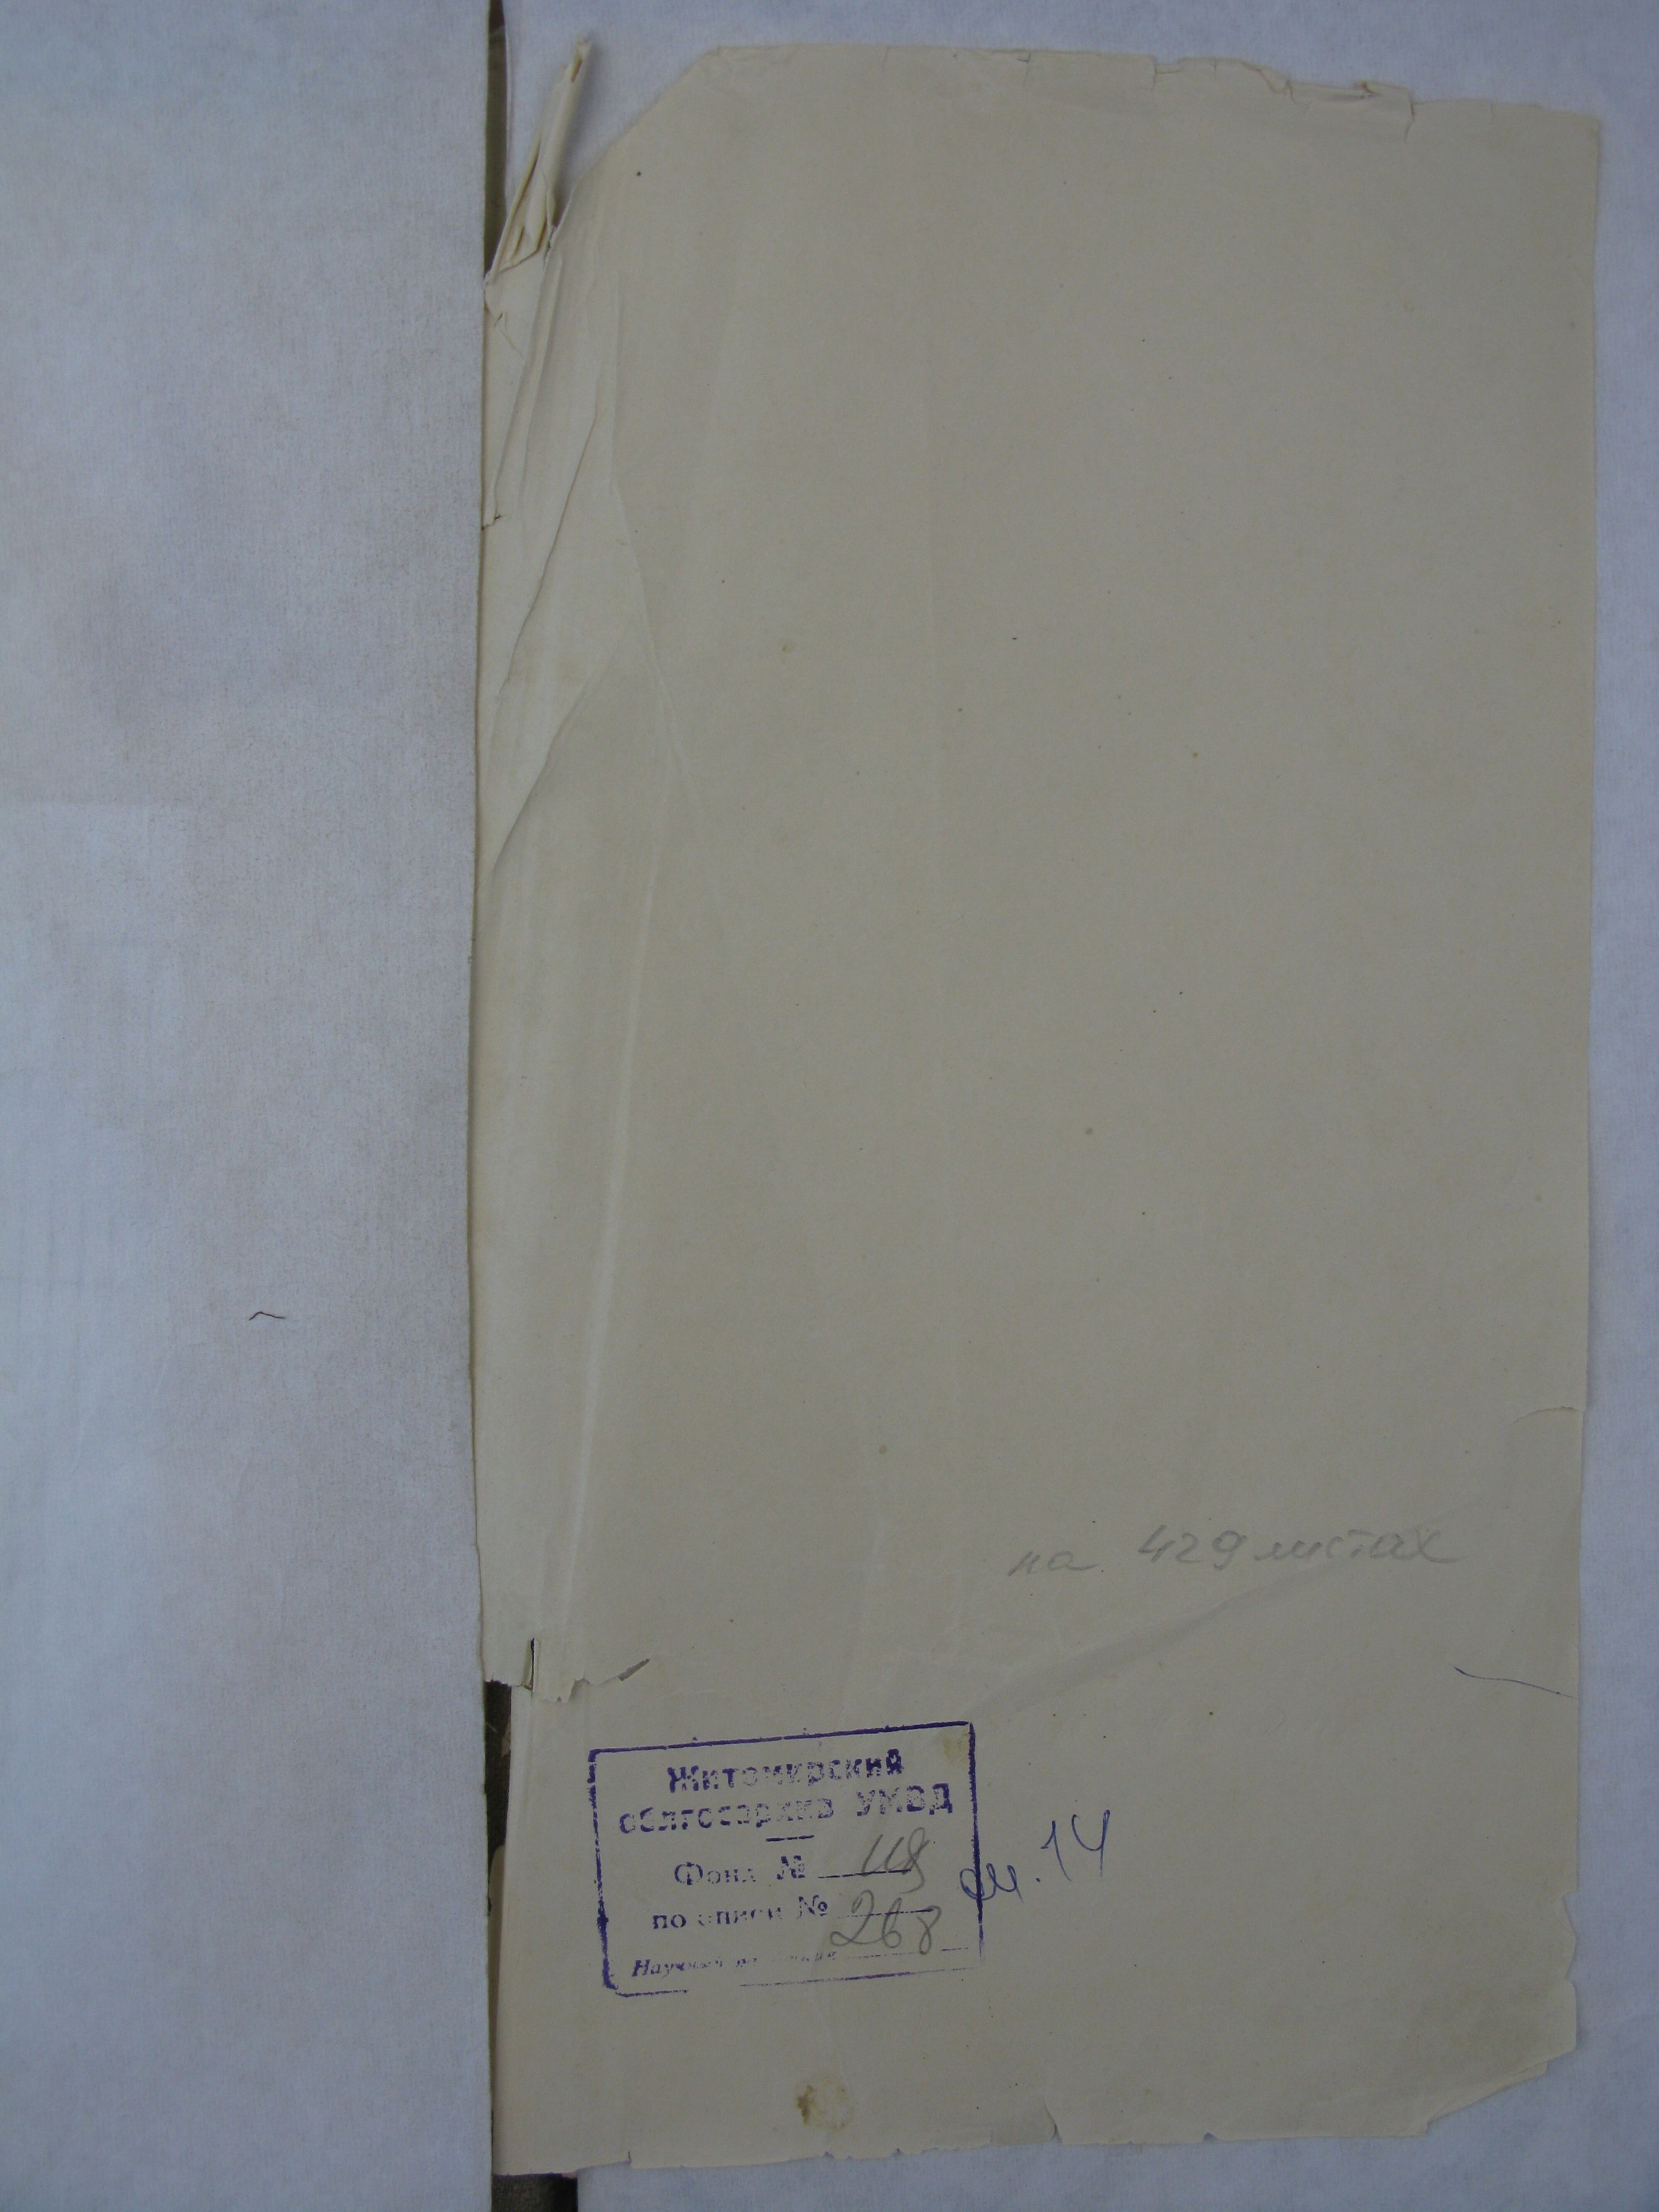 на 429 листах
Житомирский
облгосархив УМВД
Фонд № 118
оп. 14
по описи № 268